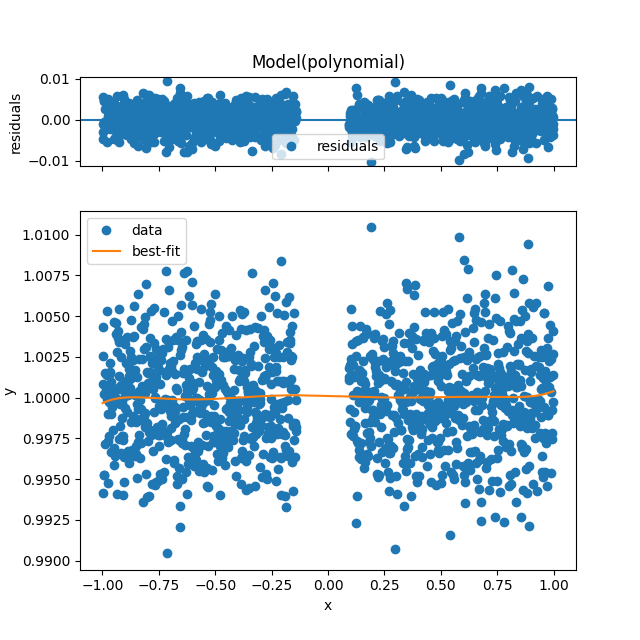 Model(polynomial)
0.01
0.00
−0.01
residuals
residuals
data
best-fit
1.0100
1.0075
1.0050
1.0025
1.0000
0.9975
0.9950
0.9925
0.9900
y
−1.00 −0.75 −0.50 −0.25 0.00 0.25 0.50 0.75 1.00
x